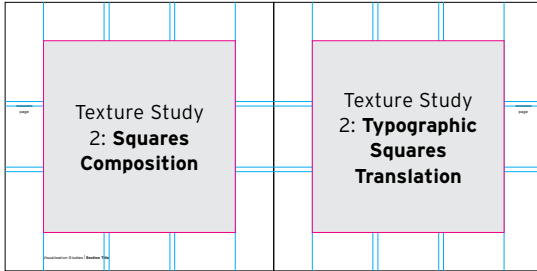 Texture Study
2: Squares
Composition
page
Visualization Studies | Section Title
Texture Study
2: Typographic
Squares
Translation
page